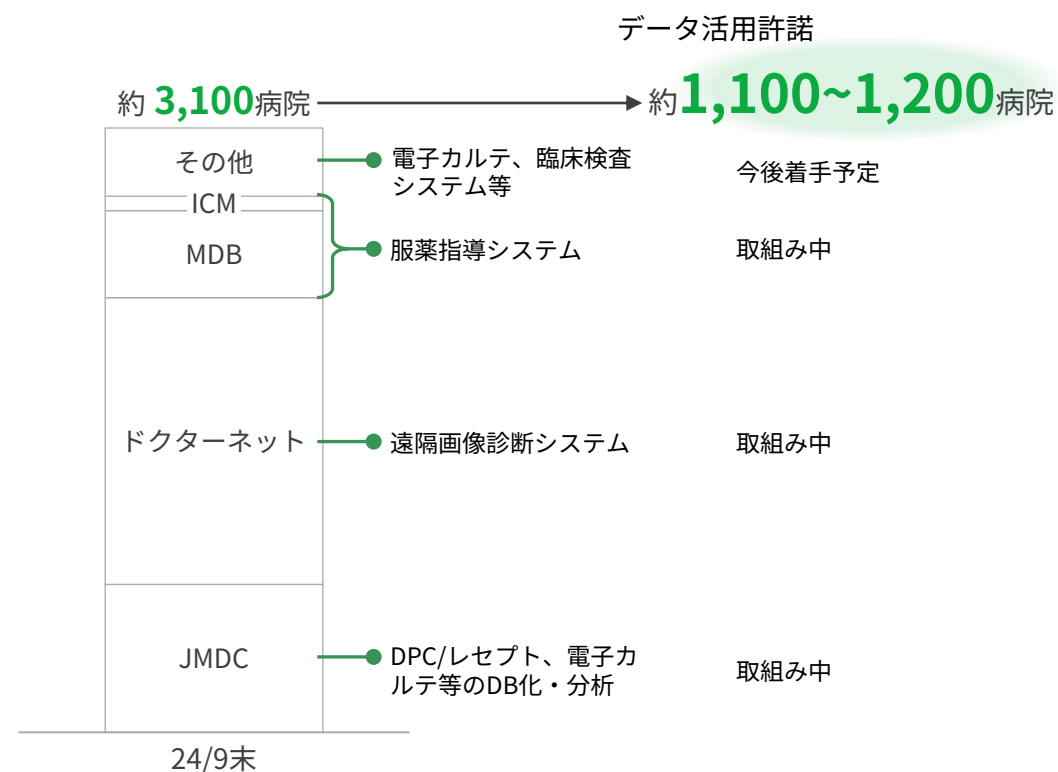 データ活用許諾
約 3,100病院
約1,100~1,200病院
その他
電子カルテ、臨床検査
システム等
今後着手予定
ICM
MDB
服薬指導システム
取組み中
ドクターネット
遠隔画像診断システム
取組み中
JMDC
DPC/レセプト、電子カ
ルテ等のDB化・分析
取組み中
24/9末